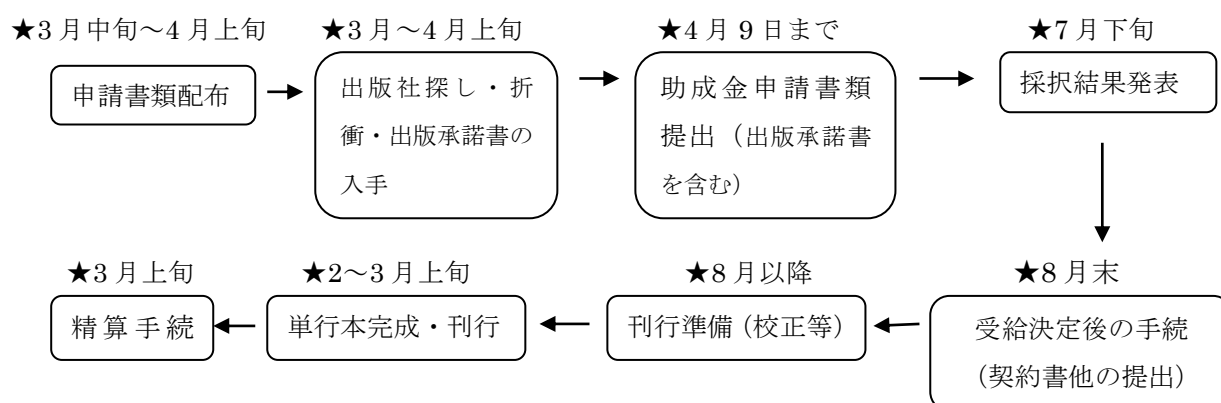 ★3月中旬～4月上旬
申請書類配布
★3月～4月上旬
出版社探し・折
衝・出版承諾書の
入手
★4月9日まで
助成金申請書類
提出（出版承諾書
を含む）
★7月下旬
採択結果発表
★8月末
受給決定後の手続
（契約書他の提出）
★8月以降
刊行準備（校正等）
★2～3月上旬
単行本完成・刊行
★3月上旬
精算手続